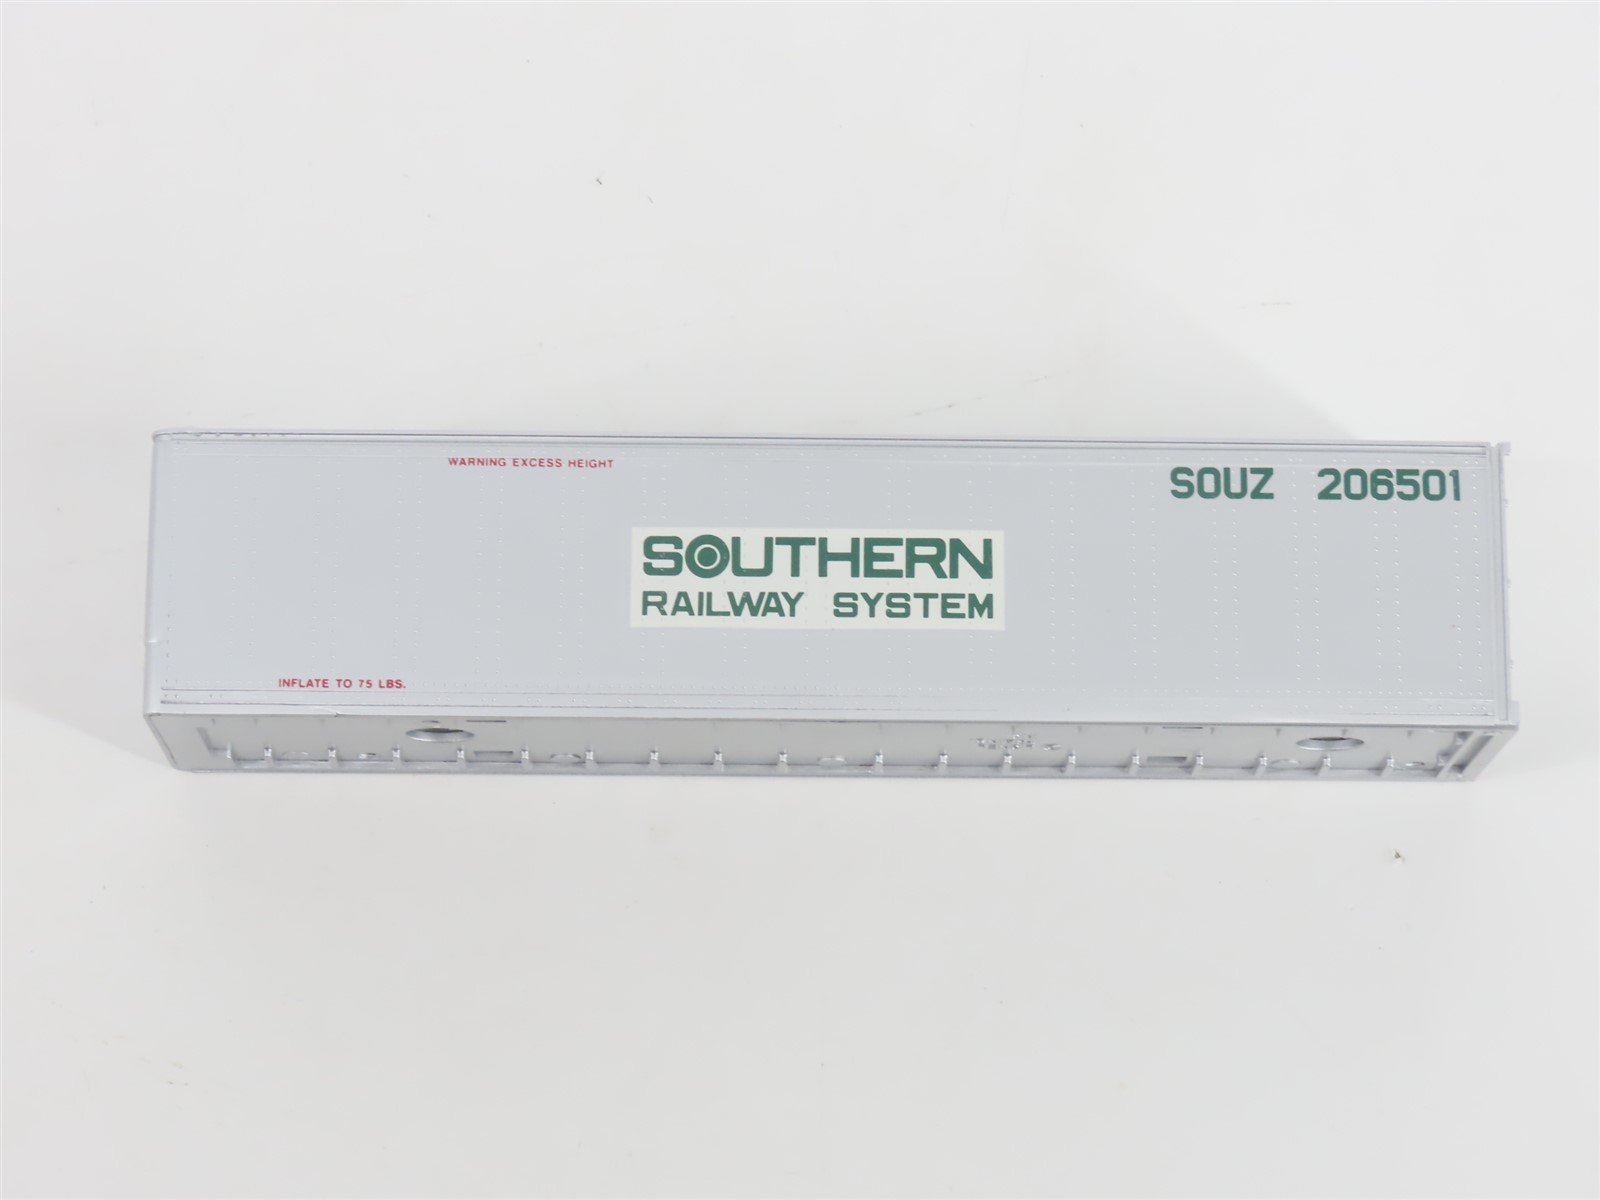 WARNING EXCESS HEIGHT
SOUZ 206501
SOUTHERN
RAILWAY SYSTEM
INFLATE TO 75 LBS.